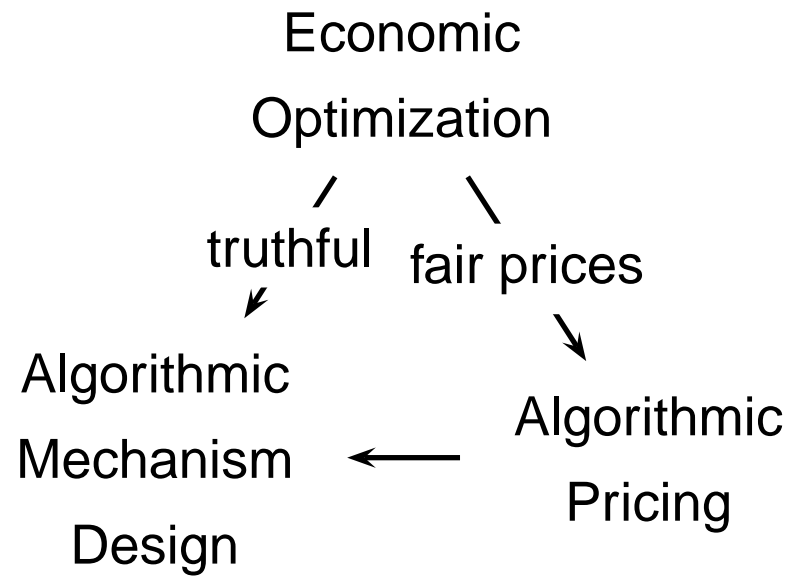 Economic
Optimization
truthful
fair prices
Algorithmic
Mechanism
Design
Algorithmic
Pricing